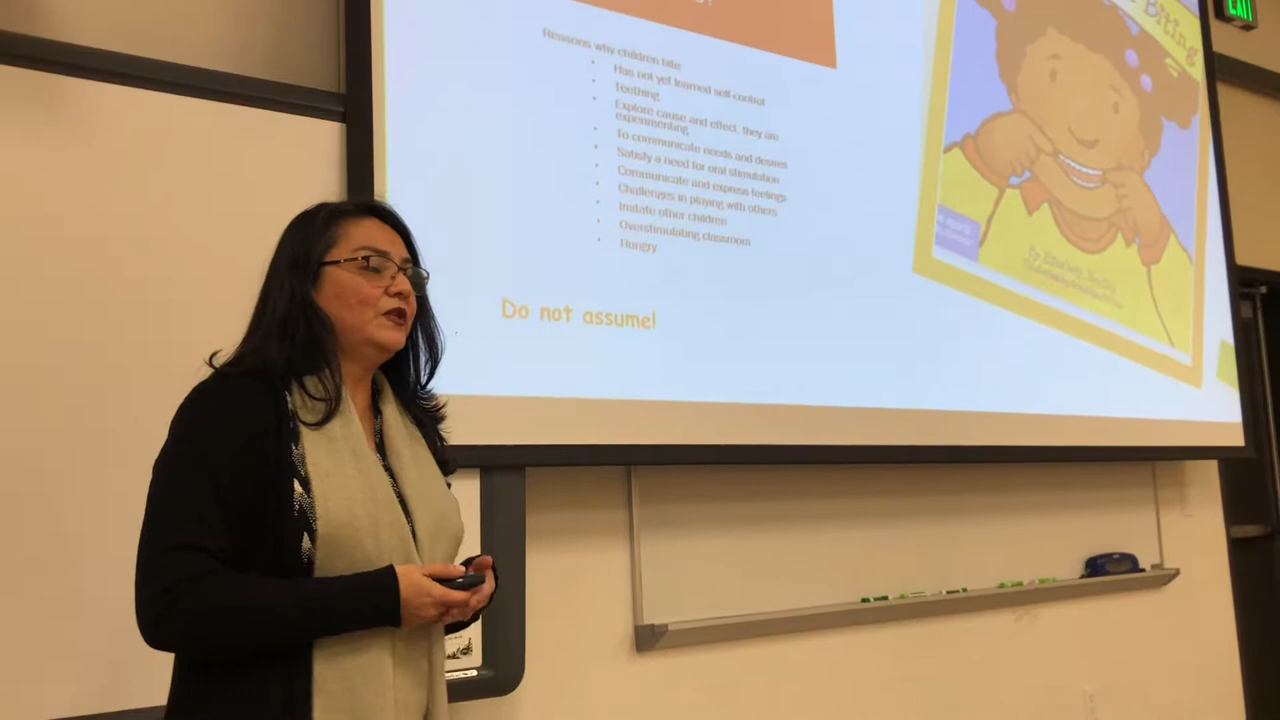 EXIT
Biting
Reasons why children bite:
Has not yet learned self-control
Teething
Explore cause and effect, they are
experimenting
To communicate needs and desires
Satisfy a need for oral stimulation
Communicate and express feelings
Challenges in playing with others
Imitate other children
Overstimulating classroom
Hungry
By Elizabeth
Do not assume!